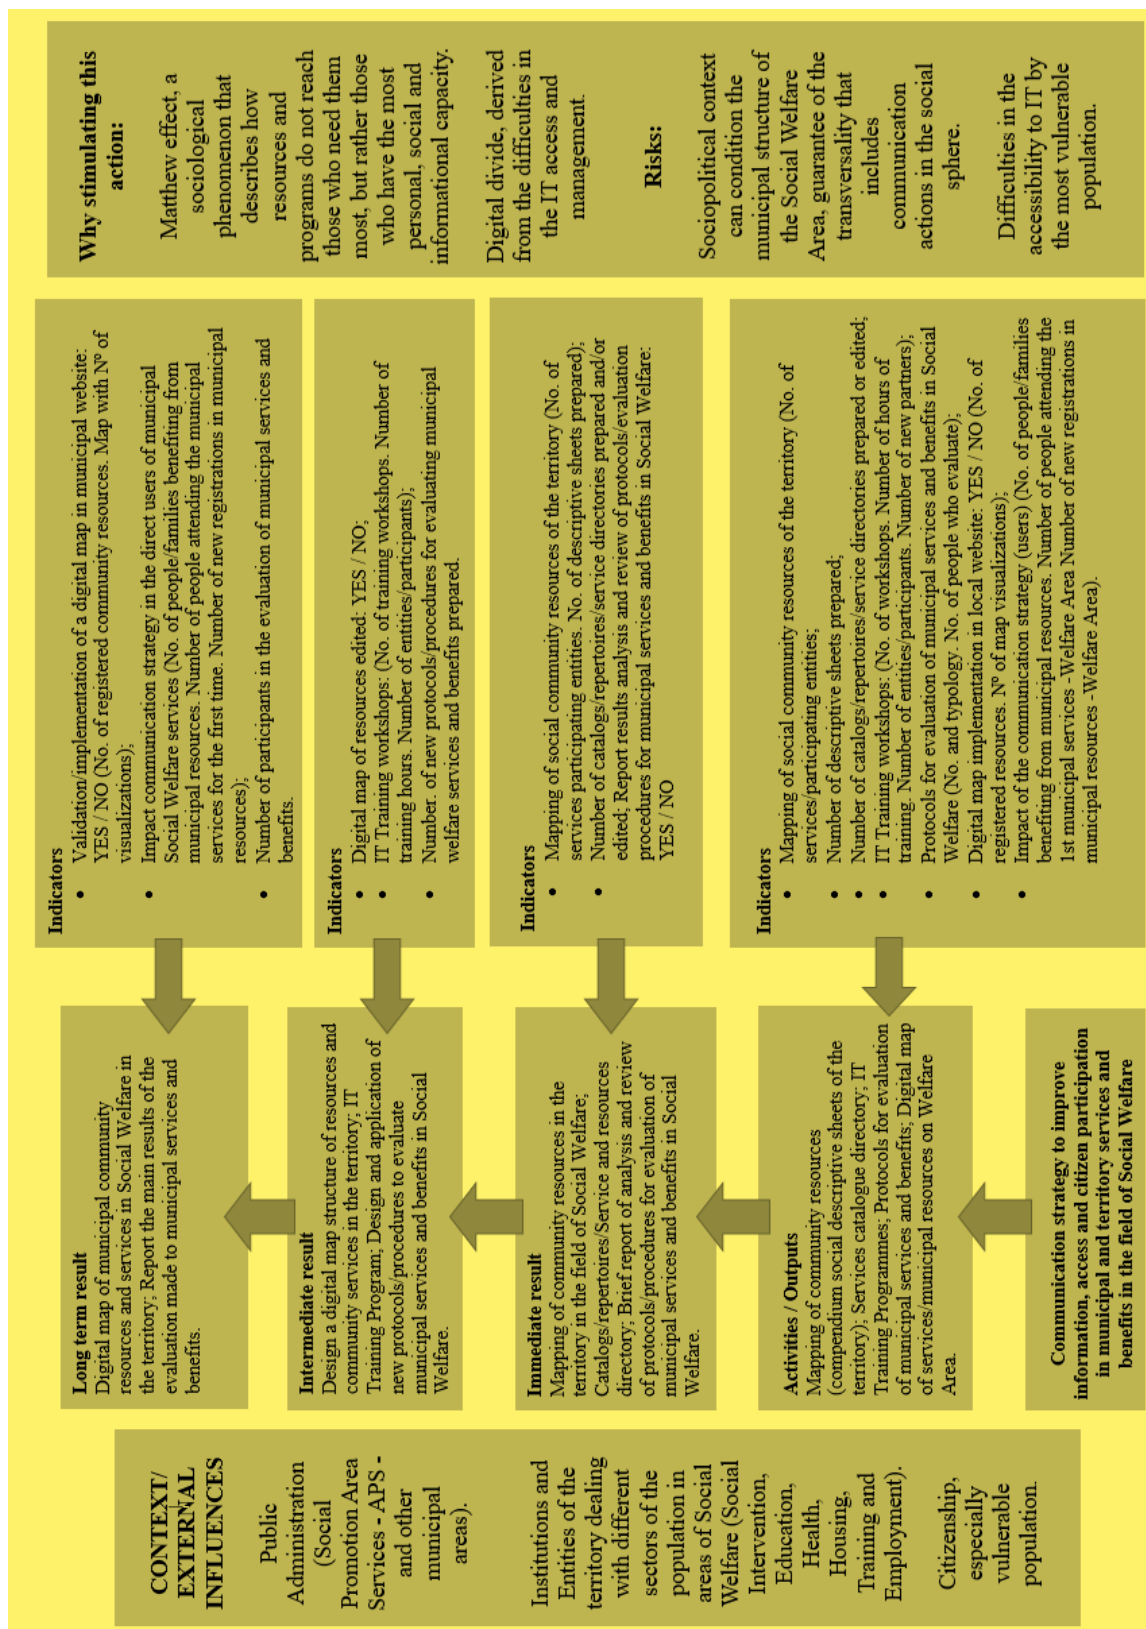 CONTEXT/
EXTERNAL
INFLUENCES
Public
Administration
(Social
Promotion Area
Services - APS -
and other
municipal
areas).
Institutions and
Entities of the
territory dealing
with different
sectors of the
population in
areas of Social
Welfare (Social
Intervention,
Education,
Health,
Housing,
Training and
Employment).
Citizenship,
especially
vulnerable
population.
Long term result
Digital map of municipal community
resources and services in Social Welfare in
the territory; Report the main results of the
evaluation made to municipal services and
benefits.
Intermediate result
Design a digital map structure of resources and
community services in the territory; IT
Training Program; Design and application of
new protocols/procedures to evaluate
municipal services and benefits in Social
Welfare.
Immediate result
Mapping of community resources in the
territory in the field of Social Welfare;
Catalogs/repertoires/Service and resources
directory; Brief report of analysis and review
of protocols/procedures for evaluation of
municipal services and benefits in Social
Welfare.
Activities / Outputs
Mapping of community resources
(compendium social descriptive sheets of the
territory); Services catalogue directory; IT
Training Programmes; Protocols for evaluation
of municipal services and benefits; Digital map
of services/municipal resources on Welfare
Area.
Communication strategy to improve
information, access and citizen participation
in municipal and territory services and
benefits in the field of Social Welfare
Indicators
• Validation/implementation of a digital map in municipal website:
YES / NO (No. of registered community resources. Map with Nº of
visualizations);
• Impact communication strategy in the direct users of municipal
Social Welfare services (No. of people/families benefiting from
municipal resources. Number of people attending the municipal
services for the first time. Number of new registrations in municipal
resources);
• Number of participants in the evaluation of municipal services and
benefits.
Indicators
• Digital map of resources edited: YES / NO;
• IT Training workshops: (No. of training workshops. Number of
training hours. Number of entities/participants);
• Number. of new protocols/procedures for evaluating municipal
welfare services and benefits prepared.
Indicators
• Mapping of social community resources of the territory (No. of
services participating entities. No. of descriptive sheets prepared);
• Number of catalogs/repertoires/service directories prepared and/or
edited; Report results analysis and review of protocols/evaluation
procedures for municipal services and benefits in Social Welfare:
YES / NO
Indicators
• Mapping of social community resources of the territory (No. of
services/participating entities;
• Number of descriptive sheets prepared;
• Number of catalogs/repertoires/service directories prepared or edited;
• IT Training workshops: (No. of workshops. Number of hours of
training. Number of entities/participants. Number of new partners);
• Protocols for evaluation of municipal services and benefits in Social
Welfare (No. and typology. No. of people who evaluate);
• Digital map implementation in local website: YES / NO (No. of
registered resources. Nº of map visualizations);
• Impact of the communication strategy (users) (No. of people/families
benefiting from municipal resources. Number of people attending the
1st municipal services -Welfare Area Number of new registrations in
municipal resources -Welfare Area).
Why stimulating this
action:
Matthew effect, a
sociological
phenomenon that
describes how
resources and
programs do not reach
those who need them
most, but rather those
who have the most
personal, social and
informational capacity.
Digital divide, derived
from the difficulties in
the IT access and
management.
Risks:
Sociopolitical context
can condition the
municipal structure of
the Social Welfare
Area, guarantee of the
transversality that
includes
communication
actions in the social
sphere.
Difficulties in the
accessibility to IT by
the most vulnerable
population.